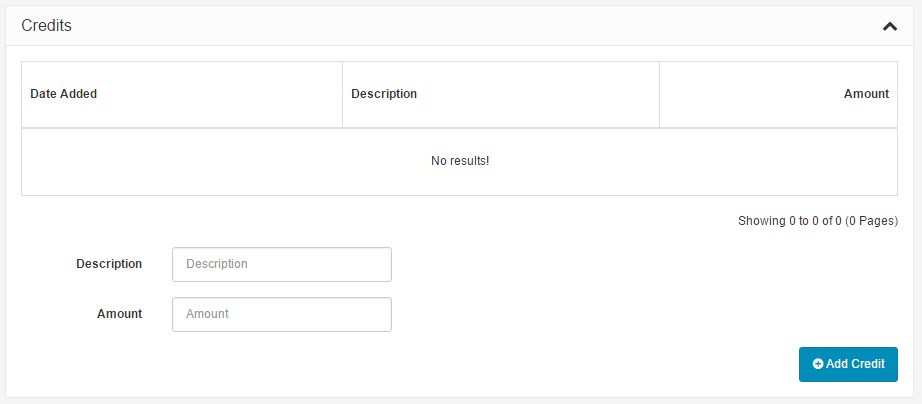 Credits
Date Added Description Amount
No results!
Showing 0 to 0 of 0 (0 Pages)
Description Description
Amount Amount
Add Credit